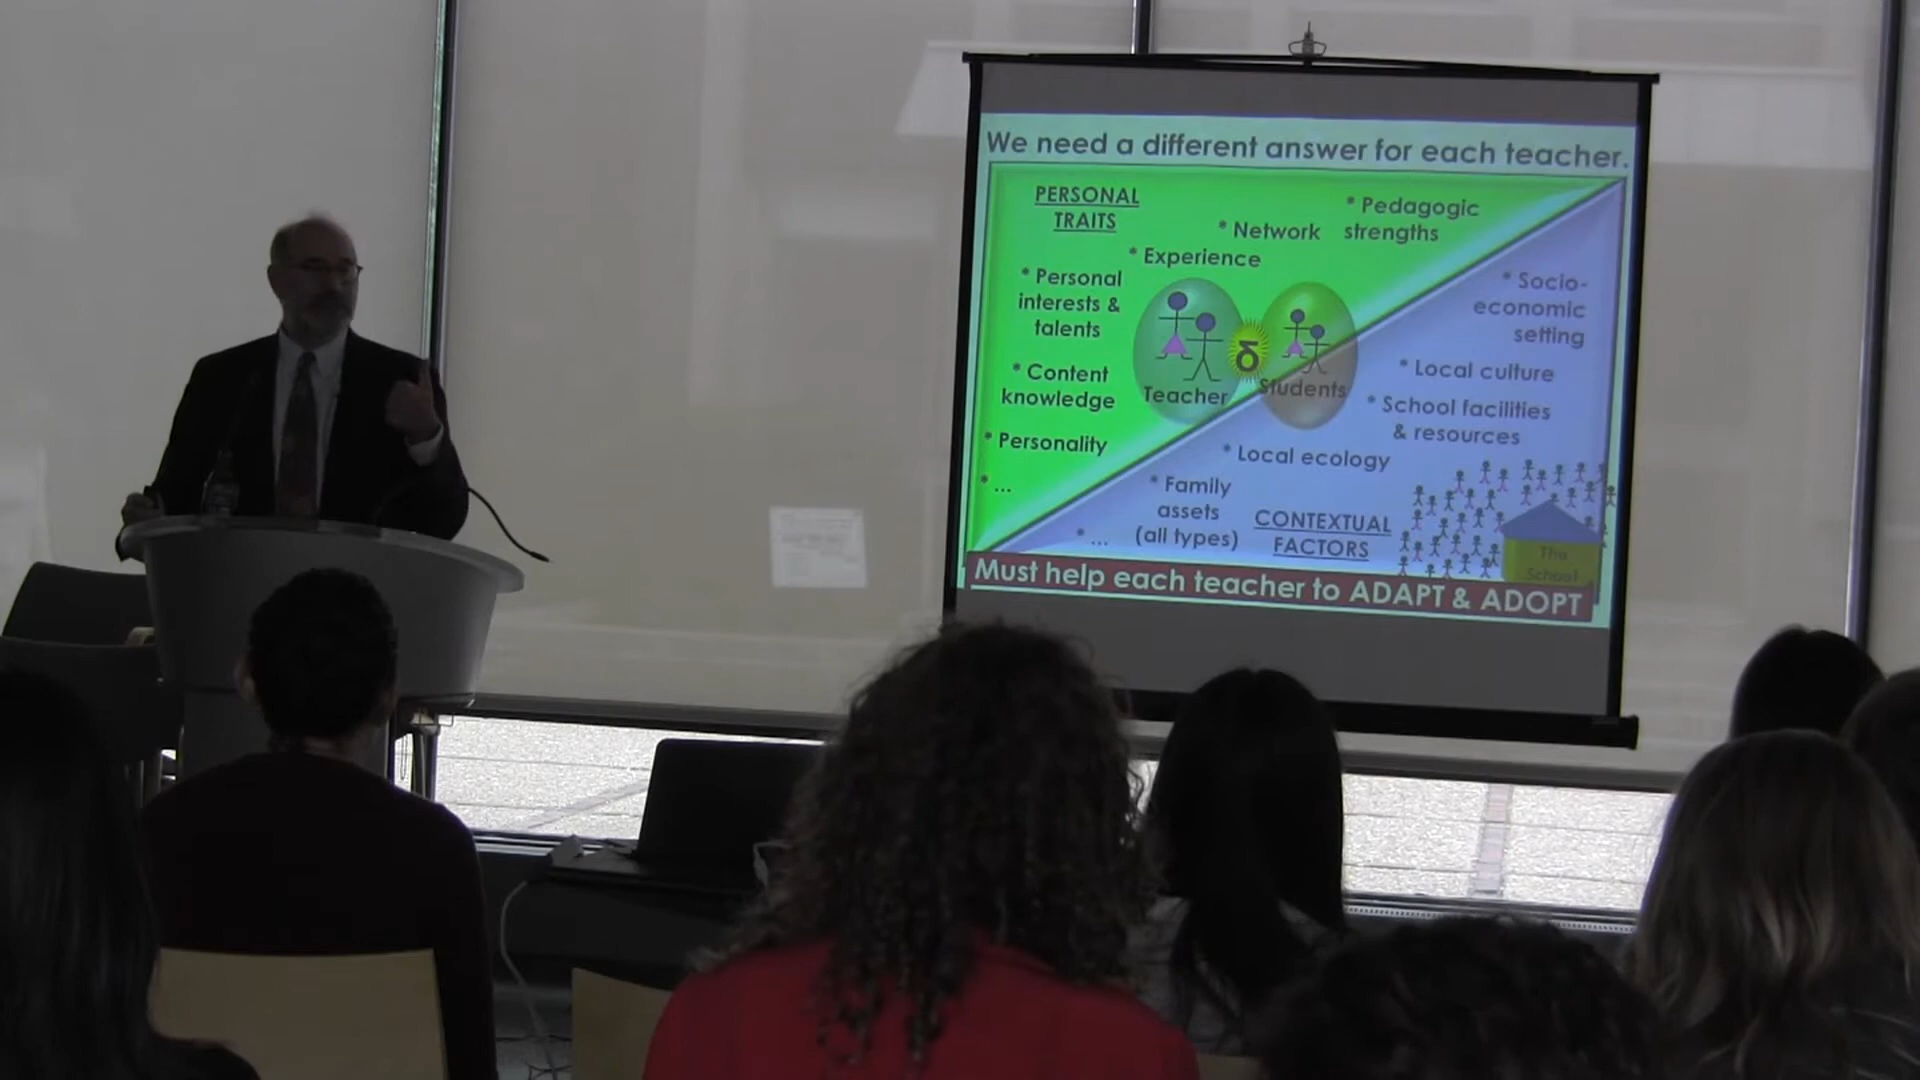 We need a different answer for each teacher.
PERSONAL
TRAITS
* Pedagogic
strengths
* Network
* Experience
* Personal
interests &
talents
* Content
knowledge
* Personality
* ...
Teacher
δ
Students
* Socio-
economic
setting
* Local culture
* School facilities
& resources
* Local ecology
* Family
assets
(all types)
* ...
CONTEXTUAL
FACTORS
The
School
Must help each teacher to ADAPT & ADOPT